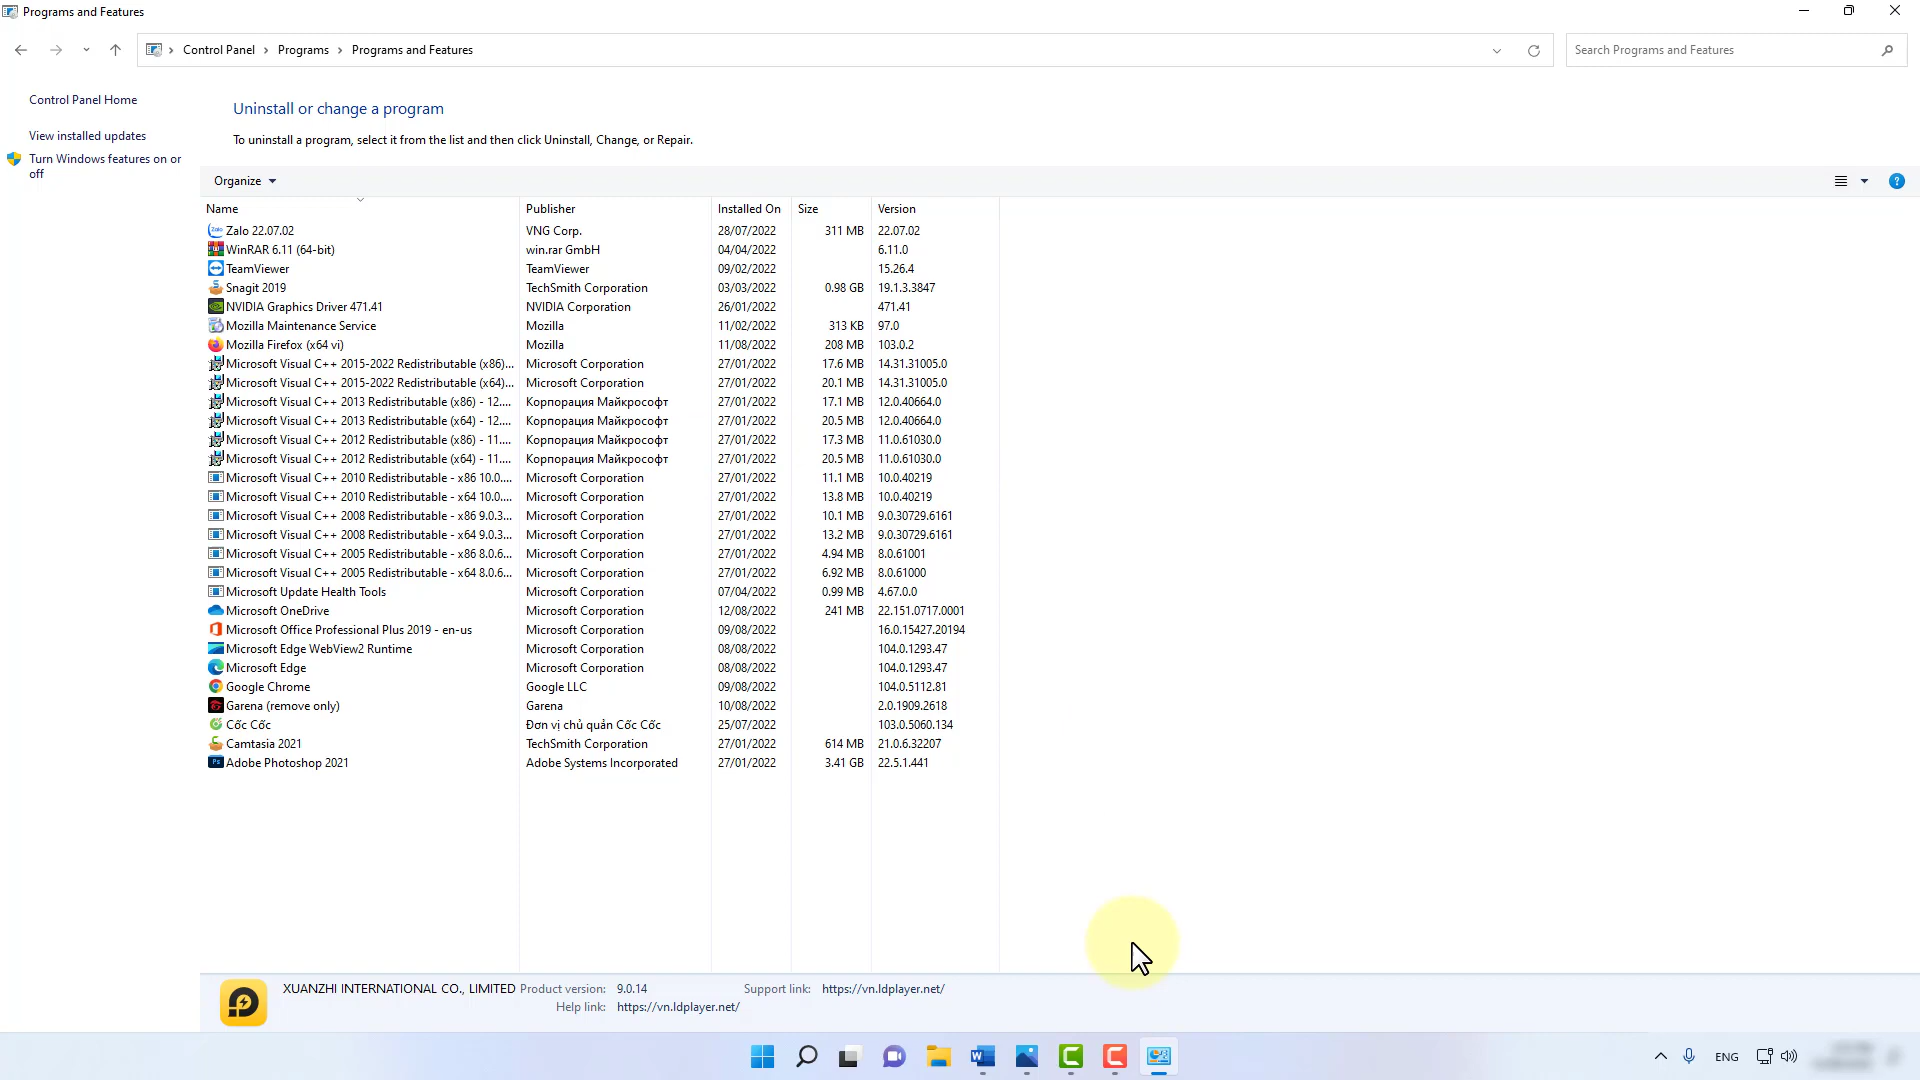 Programs and Features
Control Panel > Programs > Programs and Features
Search Programs and Features
Control Panel Home
View installed updates
Turn Windows features on or
off
Uninstall or change a program
To uninstall a program, select it from the list and then click Uninstall, Change, or Repair.
Organize
Name Publisher Installed On Size Version
Zalo 22.07.02 VNG Corp. 28/07/2022 311 MB 22.07.02
WinRAR 6.11 (64-bit) win.rar GmbH 04/04/2022 6.11.0
TeamViewer TeamViewer 09/02/2022 15.26.4
Snagit 2019 TechSmith Corporation 03/03/2022 0.98 GB 19.1.3.3847
NVIDIA Graphics Driver 471.41 NVIDIA Corporation 26/01/2022 471.41
Mozilla Maintenance Service Mozilla 11/02/2022 313 KB 97.0
Mozilla Firefox (x64 vi) Mozilla 11/08/2022 208 MB 103.0.2
Microsoft Visual C++ 2015-2022 Redistributable (x86)... Microsoft Corporation 27/01/2022 17.6 MB 14.31.31005.0
Microsoft Visual C++ 2015-2022 Redistributable (x64)... Microsoft Corporation 27/01/2022 20.1 MB 14.31.31005.0
Microsoft Visual C++ 2013 Redistributable (x86) - 12.... Корпорация Майкрософт 27/01/2022 17.1 MB 12.0.40664.0
Microsoft Visual C++ 2013 Redistributable (x64) - 12.... Корпорация Майкрософт 27/01/2022 20.5 MB 12.0.40664.0
Microsoft Visual C++ 2012 Redistributable (x86) - 11.... Корпорация Майкрософт 27/01/2022 17.3 MB 11.0.61030.0
Microsoft Visual C++ 2012 Redistributable (x64) - 11.... Корпорация Майкрософт 27/01/2022 20.5 MB 11.0.61030.0
Microsoft Visual C++ 2010 Redistributable - x86 10.0.... Microsoft Corporation 27/01/2022 11.1 MB 10.0.40219
Microsoft Visual C++ 2010 Redistributable - x64 10.0.... Microsoft Corporation 27/01/2022 13.8 MB 10.0.40219
Microsoft Visual C++ 2008 Redistributable - x86 9.0.3... Microsoft Corporation 27/01/2022 10.1 MB 9.0.30729.6161
Microsoft Visual C++ 2008 Redistributable - x64 9.0.3... Microsoft Corporation 27/01/2022 13.2 MB 9.0.30729.6161
Microsoft Visual C++ 2005 Redistributable - x86 8.0.6... Microsoft Corporation 27/01/2022 4.94 MB 8.0.61001
Microsoft Visual C++ 2005 Redistributable - x64 8.0.6... Microsoft Corporation 27/01/2022 6.92 MB 8.0.61000
Microsoft Update Health Tools Microsoft Corporation 07/04/2022 0.99 MB 4.67.0.0
Microsoft OneDrive Microsoft Corporation 12/08/2022 241 MB 22.151.0717.0001
Microsoft Office Professional Plus 2019 - en-us Microsoft Corporation 09/08/2022 16.0.15427.20194
Microsoft Edge WebView2 Runtime Microsoft Corporation 08/08/2022 104.0.1293.47
Microsoft Edge Microsoft Corporation 08/08/2022 104.0.1293.47
Google Chrome Google LLC 09/08/2022 104.0.5112.81
Garena (remove only) Garena 10/08/2022 2.0.1909.2618
Cốc Cốc Đơn vị chủ quản Cốc Cốc 25/07/2022 103.0.5060.134
Camtasia 2021 TechSmith Corporation 27/01/2022 614 MB 21.0.6.32207
Adobe Photoshop 2021 Adobe Systems Incorporated 27/01/2022 3.41 GB 22.5.1.441
XUANZHI INTERNATIONAL CO., LIMITED Product version: 9.0.14 Support link: https://vn.ldplayer.net/
Help link: https://vn.ldplayer.net/
ENG